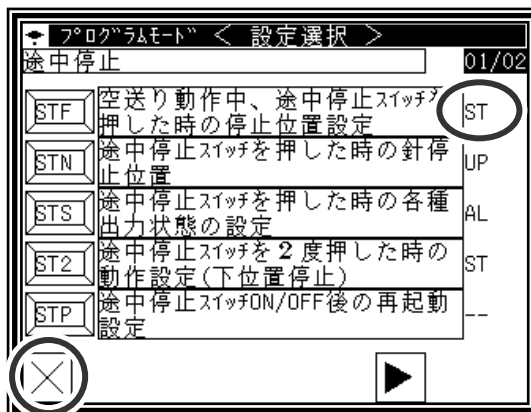 プログラムモード < 設定選択 >
途中停止 01/02
STF 空送り動作中、途中停止スイッチヲ ST
押した時の停止位置設定
STN 途中停止スイッチを押した時の針停 UP
止位置
STS 途中停止スイッチを押した時の各種 AL
出力状態の設定
ST2 途中停止スイッチを2度押した時の ST
動作設定(下位置停止)
STP 途中停止スイッチON/OFF後の再起動 --
設定